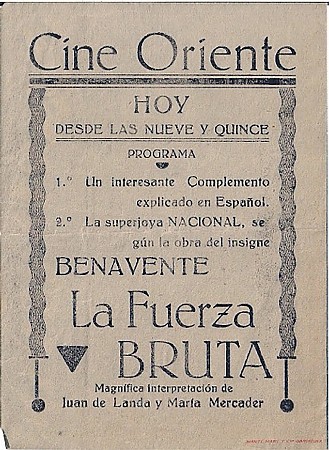 Cine Oriente
HOY
DESDE LAS NUEVE Y QUINCE
PROGRAMA
1.º Un interesante Complemento
explicado en Español.
2.º La superjoya NACIONAL, se
gún la obra del insigne
BENAVENTE
La Fuerza
BRUTA
Magnífica interpretación de
Juan de Landa y María Mercader